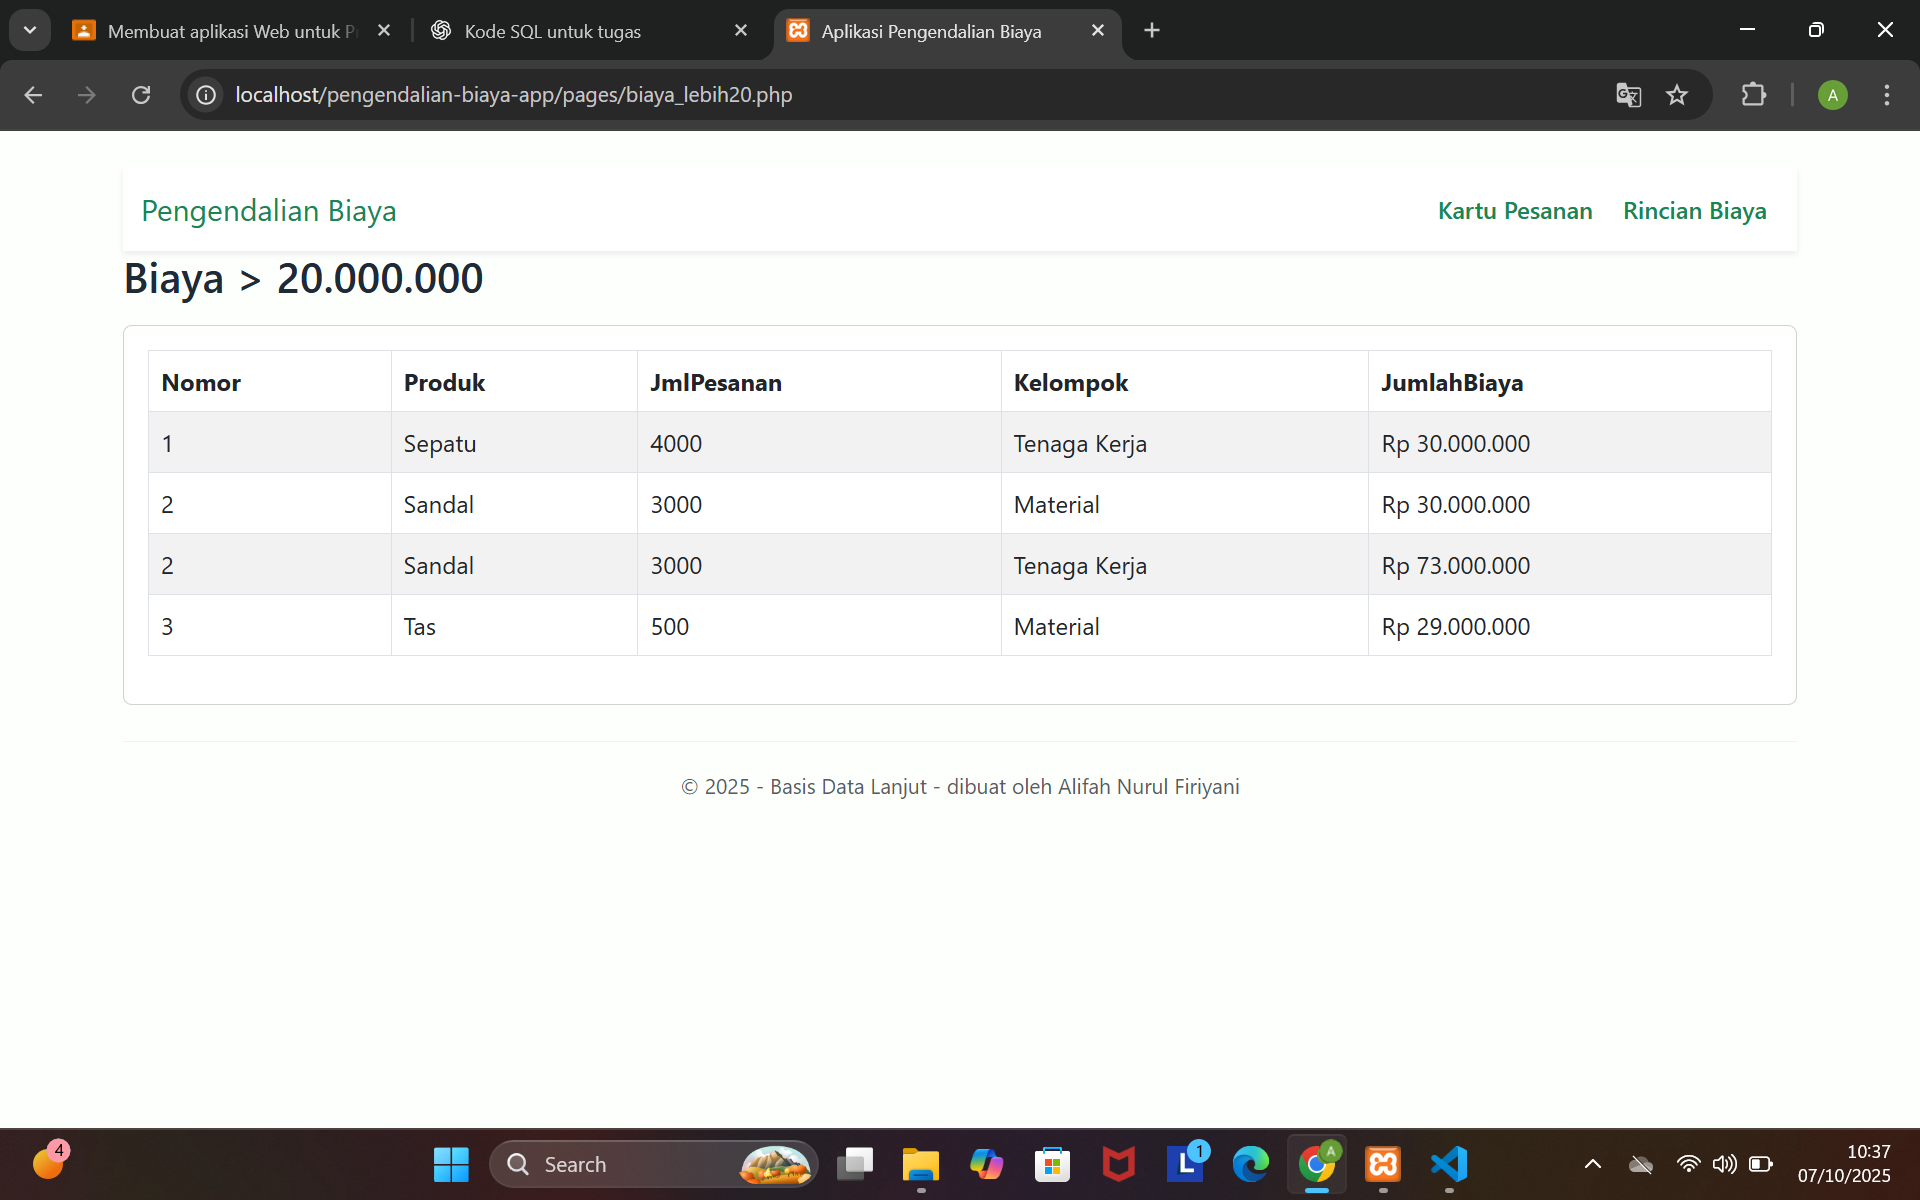 Membuat aplikasi Web untuk P
Kode SQL untuk tugas
Aplikasi Pengendalian Biaya
localhost/pengendalian-biaya-app/pages/biaya_lebih20.php
A
Pengendalian Biaya
Kartu Pesanan
Rincian Biaya
Biaya > 20.000.000
Nomor Produk JmlPesanan Kelompok JumlahBiaya
1 Sepatu 4000 Tenaga Kerja Rp 30.000.000
2 Sandal 3000 Material Rp 30.000.000
2 Sandal 3000 Tenaga Kerja Rp 73.000.000
3 Tas 500 Material Rp 29.000.000
© 2025 - Basis Data Lanjut - dibuat oleh Alifah Nurul Firiyani
4
Search
L
1
A
10:37
07/10/2025